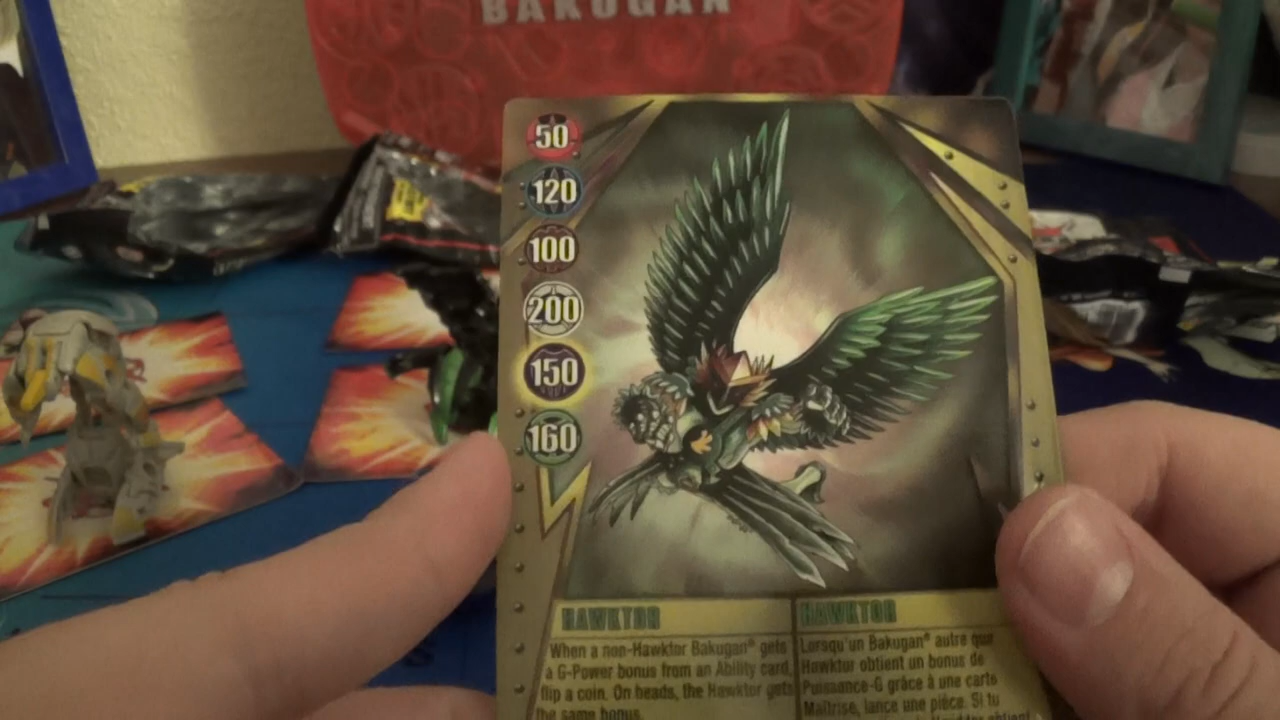 BAKUGAN
50
120
100
200
150
160
HAWKTOR
When a non-Hawktor Bakugan® gets
a G-Power bonus from an Ability card,
flip a coin. On heads, the Hawktor gets
the same bonus.
HAWKTOR
Lorsqu'un Bakugan® autre que
Hawktor obtient un bonus de
Puissance-G grâce à une carte
Maîtrise, lance une pièce. Si tu
Hawktor obtient